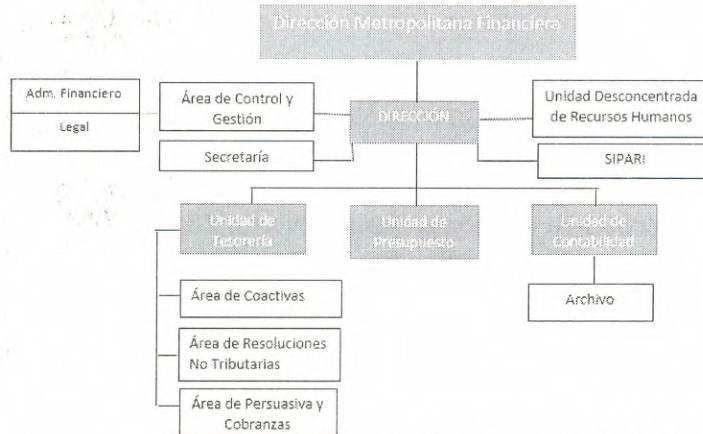 Dirección Metropolitana Financiera
Adm. Financiero
Legal
Área de Control y
Gestión
Secretaría
DIRECCIÓN
Unidad Desconcentrada
de Recursos Humanos
SIPARI
Unidad de
Tesorería
Unidad de
Presupuesto
Unidad de
Contabilidad
Área de Coactivas
Área de Resoluciones
No Tributarias
Área de Persuasiva y
Cobranzas
Archivo